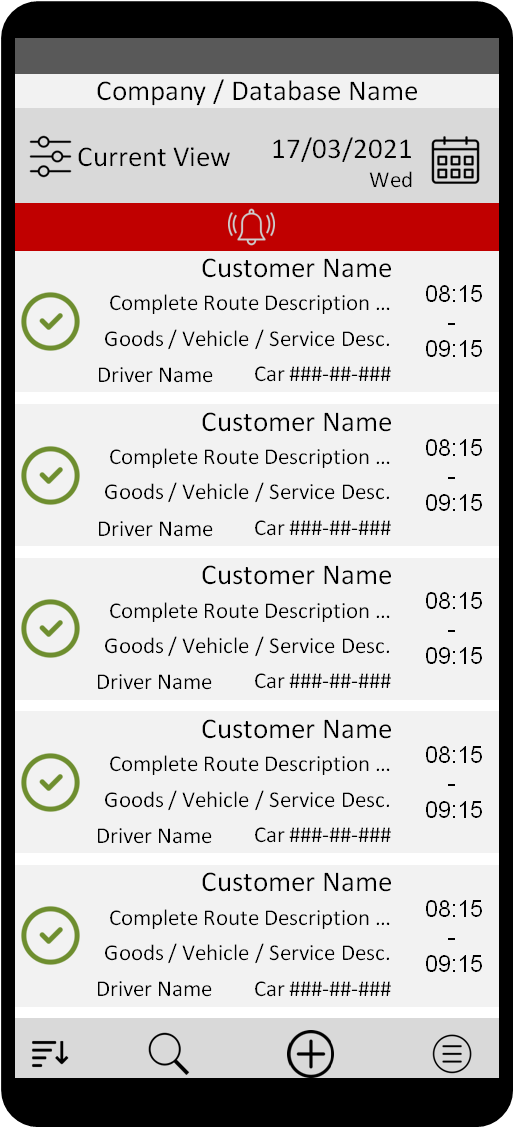 Company / Database Name
Current View
17/03/2021
Wed
Customer Name
Complete Route Description ...
Goods / Vehicle / Service Desc.
Driver Name Car ###-##-###
08:15
-
09:15
Customer Name
Complete Route Description ...
Goods / Vehicle / Service Desc.
Driver Name Car ###-##-###
08:15
-
09:15
Customer Name
Complete Route Description ...
Goods / Vehicle / Service Desc.
Driver Name Car ###-##-###
08:15
-
09:15
Customer Name
Complete Route Description ...
Goods / Vehicle / Service Desc.
Driver Name Car ###-##-###
08:15
-
09:15
Customer Name
Complete Route Description ...
Goods / Vehicle / Service Desc.
Driver Name Car ###-##-###
08:15
-
09:15